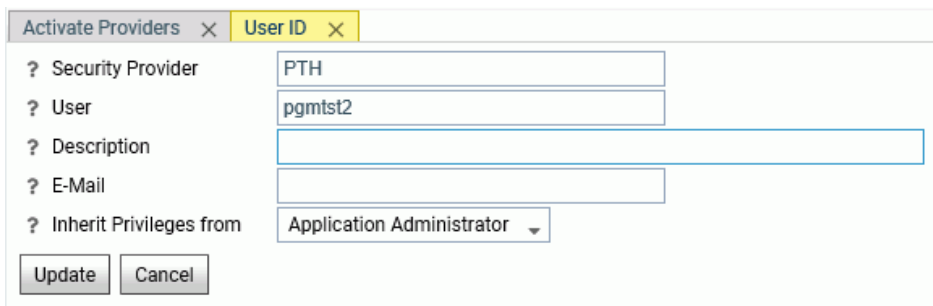 Activate Providers × User ID ×
? Security Provider PTH
? User pgmtst2
? Description
? E-Mail
? Inherit Privileges from Application Administrator
Update Cancel